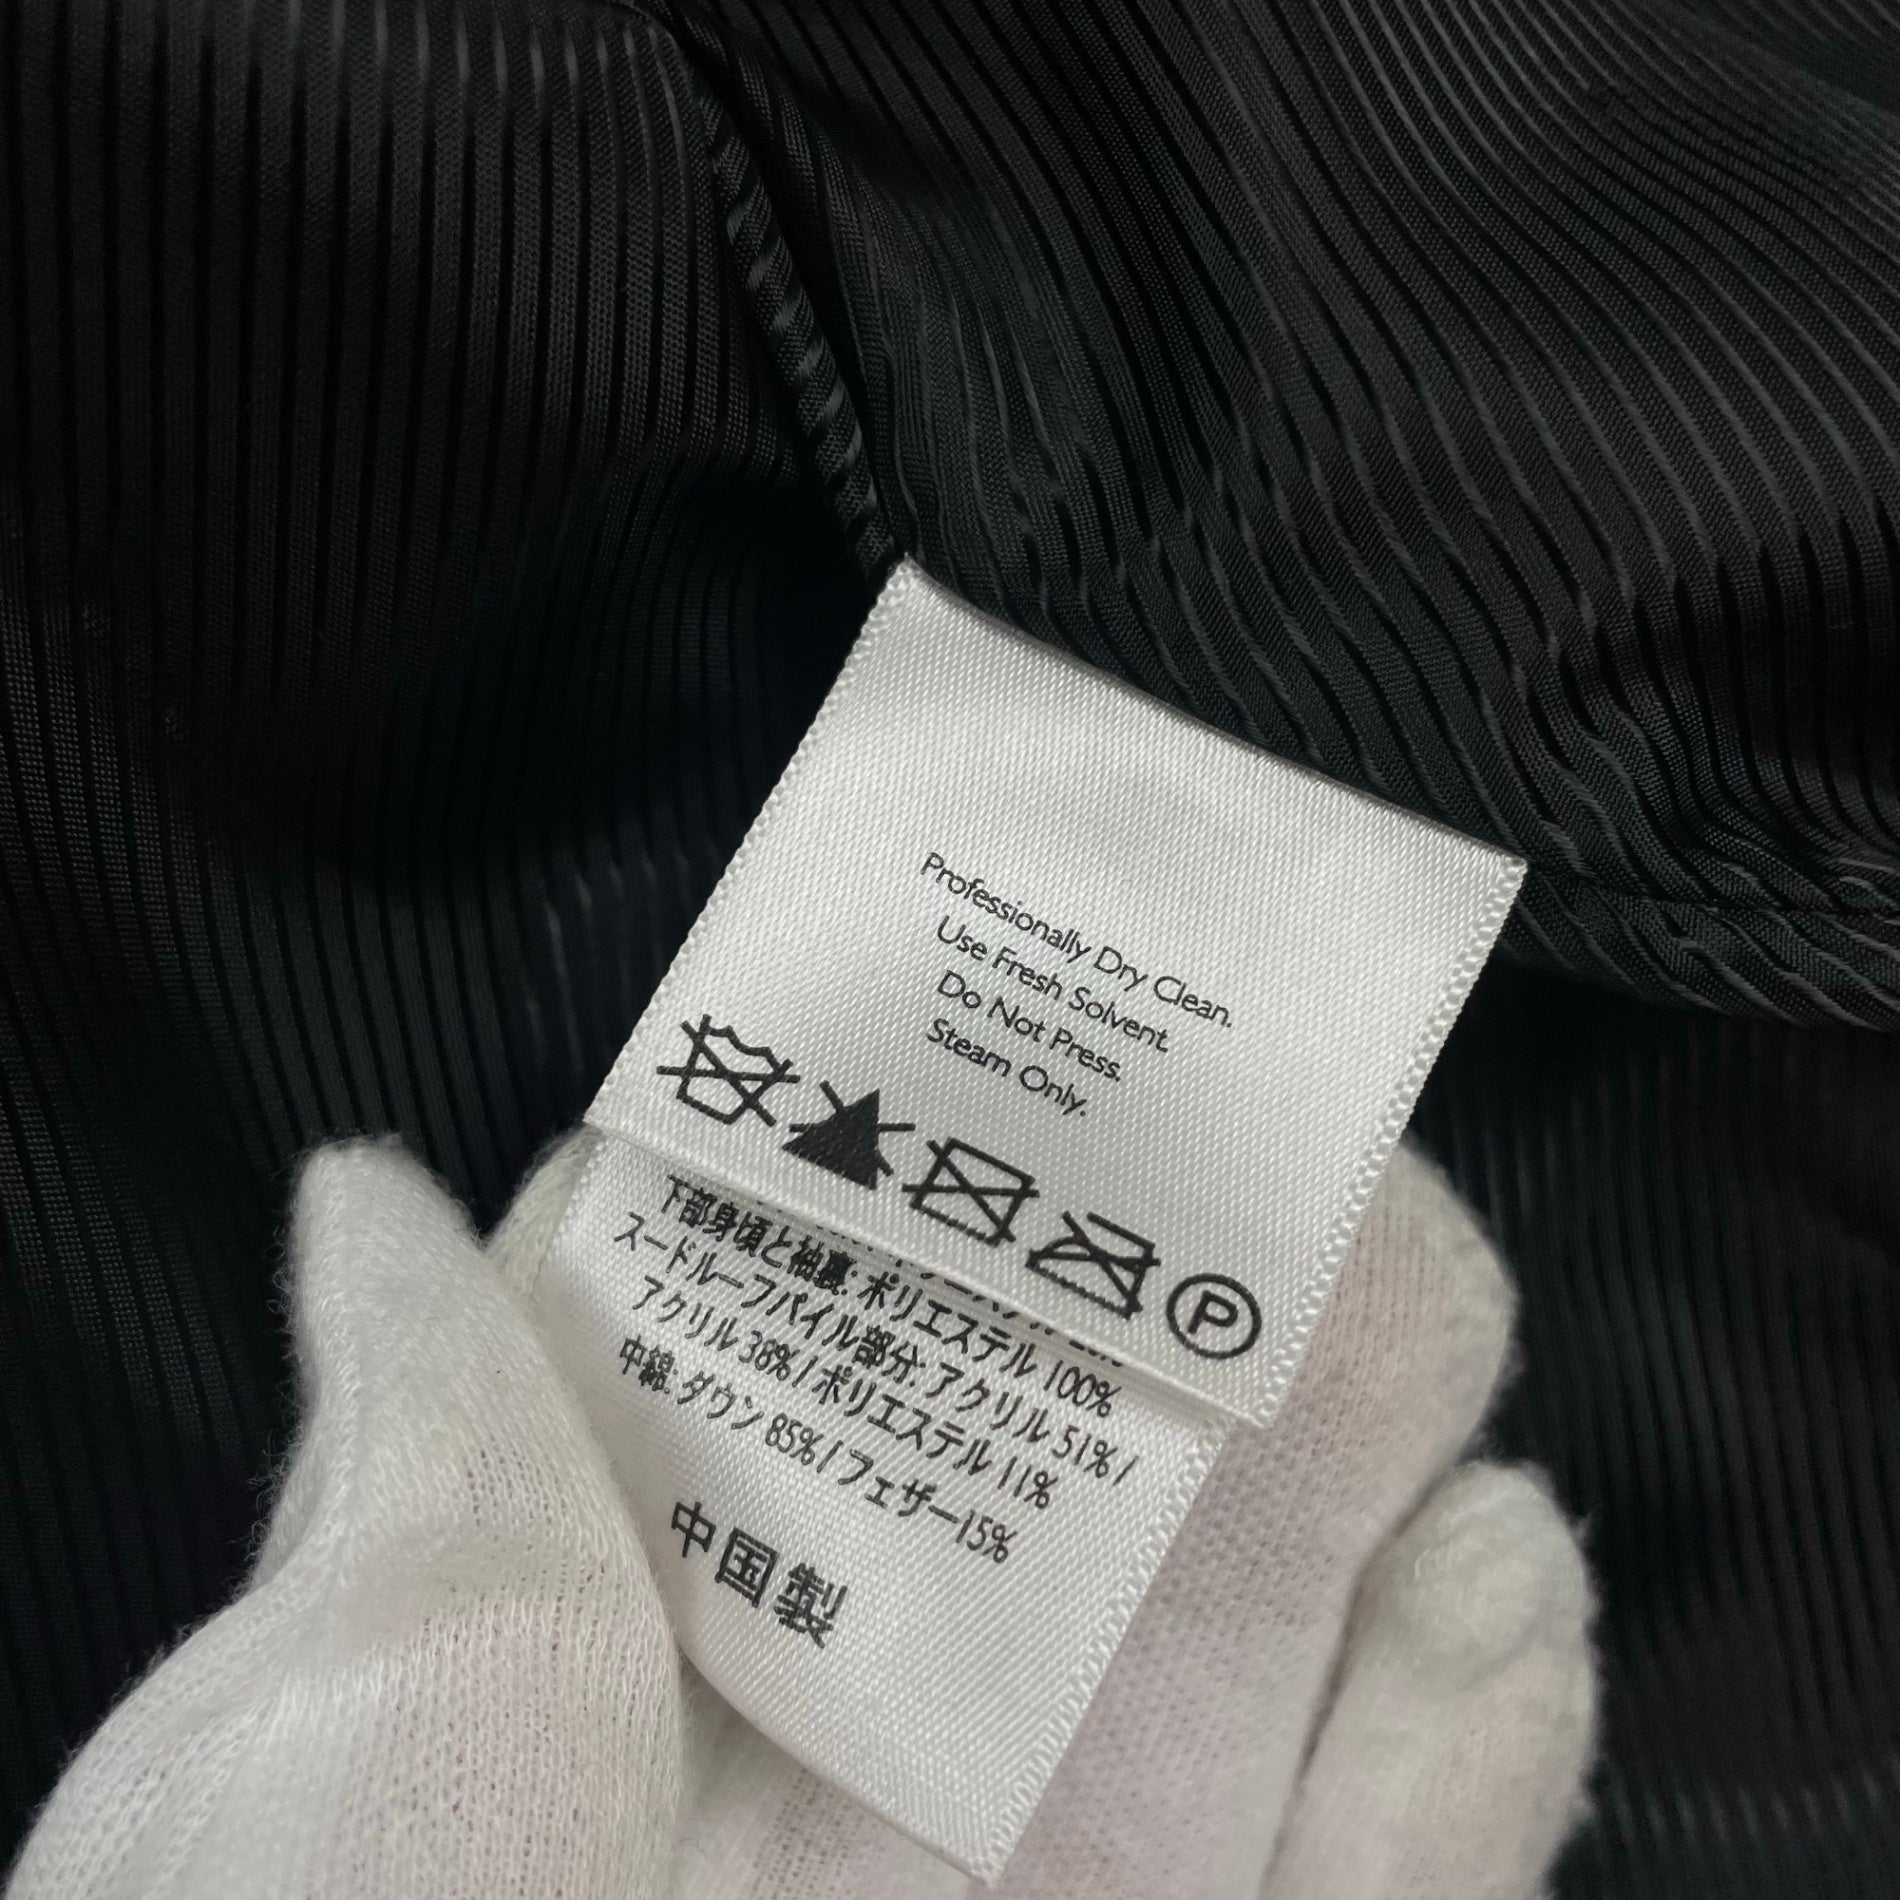 Professionally Dry Clean.
Use Fresh Solvent.
Do Not Press.
Steam Only.
P
下部身頃と袖裏: ポリエステル 100%
スードルーフパイル部分: アクリル 51% /
アクリル 38% / ポリエステル 11%
中綿: ダウン 85% / フェザー15%
中国製